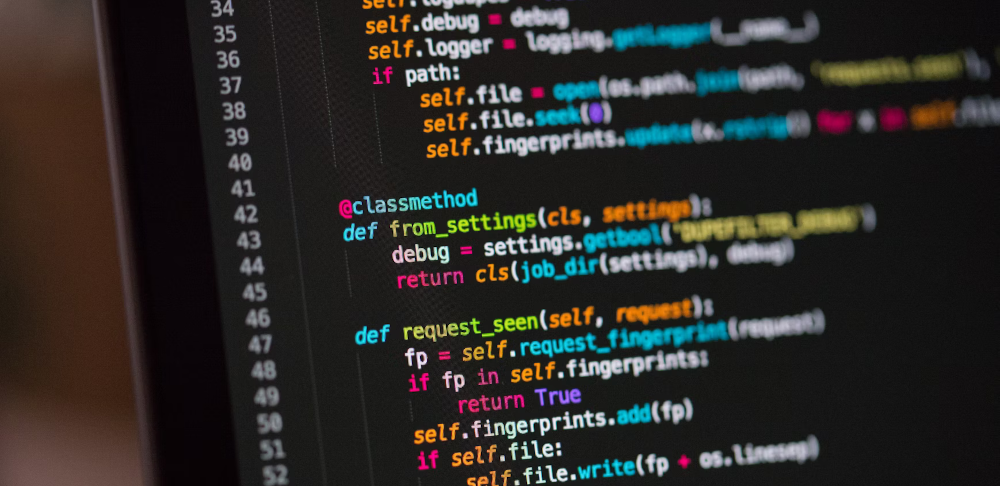 34 self.logdupes
35 self.debug = debug
36 self.logger = logging.getLogger(__name__)
37 if path:
38 self.file = open(os.path.join(path, 'requests.seen'),
39 self.file.seek(0)
40 self.fingerprints.update(x.rstrip() for x in self.file
41
42 @classmethod
43 def from_settings(cls, settings):
44 debug = settings.getbool('DUPEFILTER_DEBUG')
45 return cls(job_dir(settings), debug)
46
47 def request_seen(self, request):
48 fp = self.request_fingerprint(request)
49 if fp in self.fingerprints:
50 return True
51 self.fingerprints.add(fp)
52 if self.file:
self.file.write(fp + os.linesep)